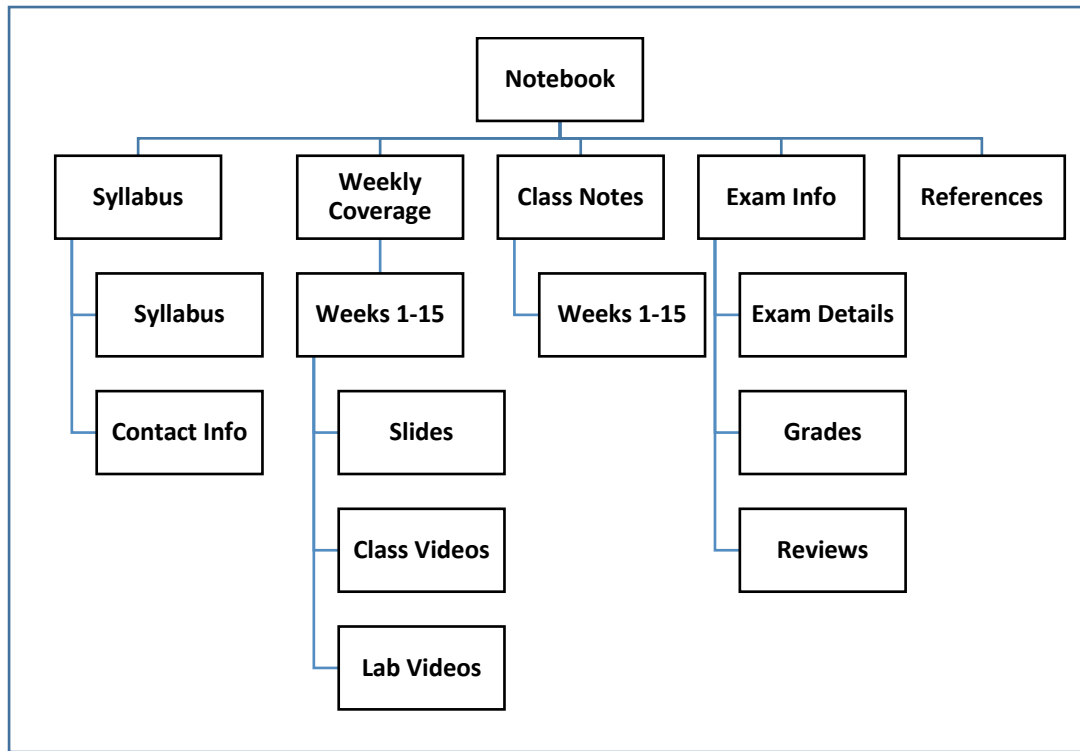 Notebook
Syllabus
Weekly
Coverage
Class Notes
Exam Info
References
Syllabus
Weeks 1-15
Weeks 1-15
Exam Details
Contact Info
Slides
Grades
Class Videos
Reviews
Lab Videos